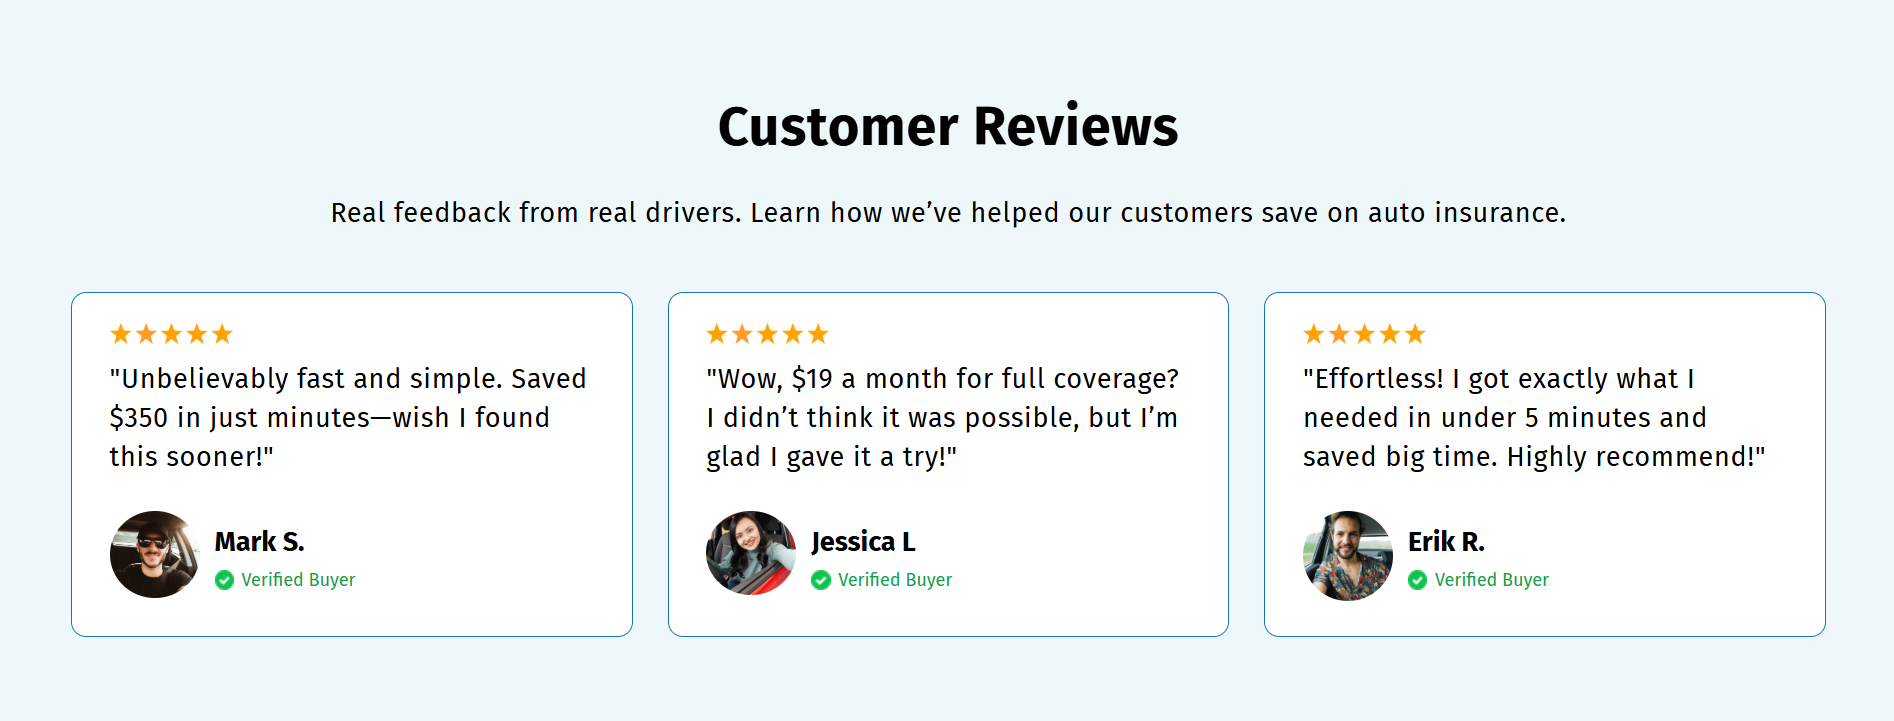 Customer Reviews
Real feedback from real drivers. Learn how we’ve helped our customers save on auto insurance.
"Unbelievably fast and simple. Saved
$350 in just minutes—wish I found
this sooner!"
Mark S.
Verified Buyer
"Wow, $19 a month for full coverage?
I didn’t think it was possible, but I’m
glad I gave it a try!"
Jessica L
Verified Buyer
"Effortless! I got exactly what I
needed in under 5 minutes and
saved big time. Highly recommend!"
Erik R.
Verified Buyer